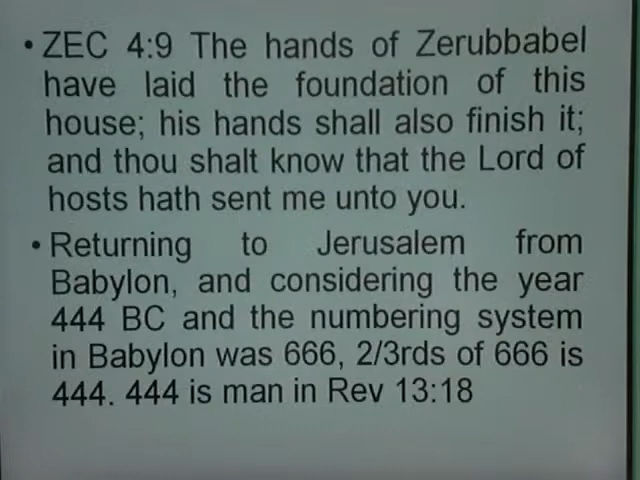 • ZEC 4:9 The hands of Zerubbabel
have laid the foundation of this
house; his hands shall also finish it;
and thou shalt know that the Lord of
hosts hath sent me unto you.
• Returning to Jerusalem from
Babylon, and considering the year
444 BC and the numbering system
in Babylon was 666, 2/3rds of 666 is
444. 444 is man in Rev 13:18